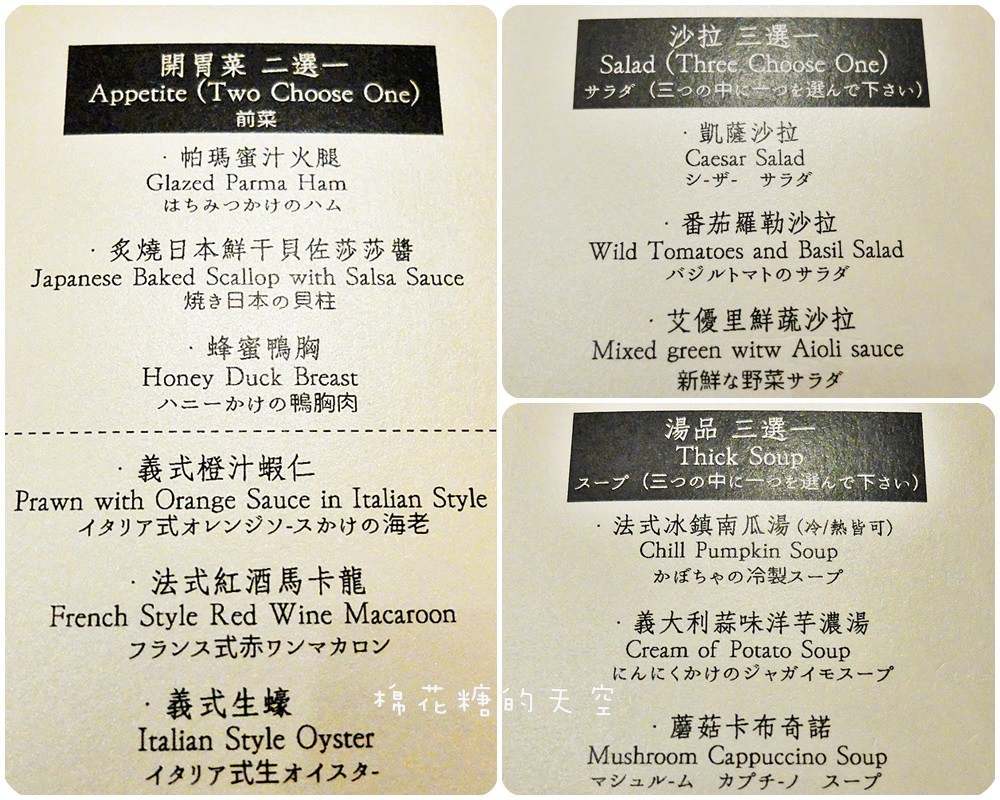 開胃菜 二選一
Appetite (Two Choose One)
前菜
· 帕瑪蜜汁火腿
Glazed Parma Ham
はちみつかけのハム
· 炙燒日本鮮干貝佐莎莎醬
Japanese Baked Scallop with Salsa Sauce
焼き日本の貝柱
· 蜂蜜鴨胸
Honey Duck Breast
ハニーかけの鴨胸肉
· 義式橙汁蝦仁
Prawn with Orange Sauce in Italian Style
イタリア式オレンジソ-スかけの海老
· 法式紅酒馬卡龍
French Style Red Wine Macaroon
フランス式赤ワンマカロン
· 義式生蠔
Italian Style Oyster
イタリア式生オイスタ-
沙拉 三選一
Salad (Three Choose One)
サラダ (三つの中に一つを選んで下さい)
· 凱薩沙拉
Caesar Salad
シ-ザ- サラダ
· 番茄羅勒沙拉
Wild Tomatoes and Basil Salad
バジルトマトのサラダ
· 艾優里鮮蔬沙拉
Mixed green witw Aioli sauce
新鮮な野菜サラダ
湯品 三選一
Thick Soup
スープ (三つの中に一つを選んで下さい)
· 法式冰鎮南瓜湯 (冷/熱皆可)
Chill Pumpkin Soup
かぼちゃの冷製スープ
· 義大利蒜味洋芋濃湯
Cream of Potato Soup
にんにくかけのジャガイモスープ
· 蘑菇卡布奇諾
Mushroom Cappuccino Soup
マシュル-ム カプチ-ノ スープ
棉花糖的天空